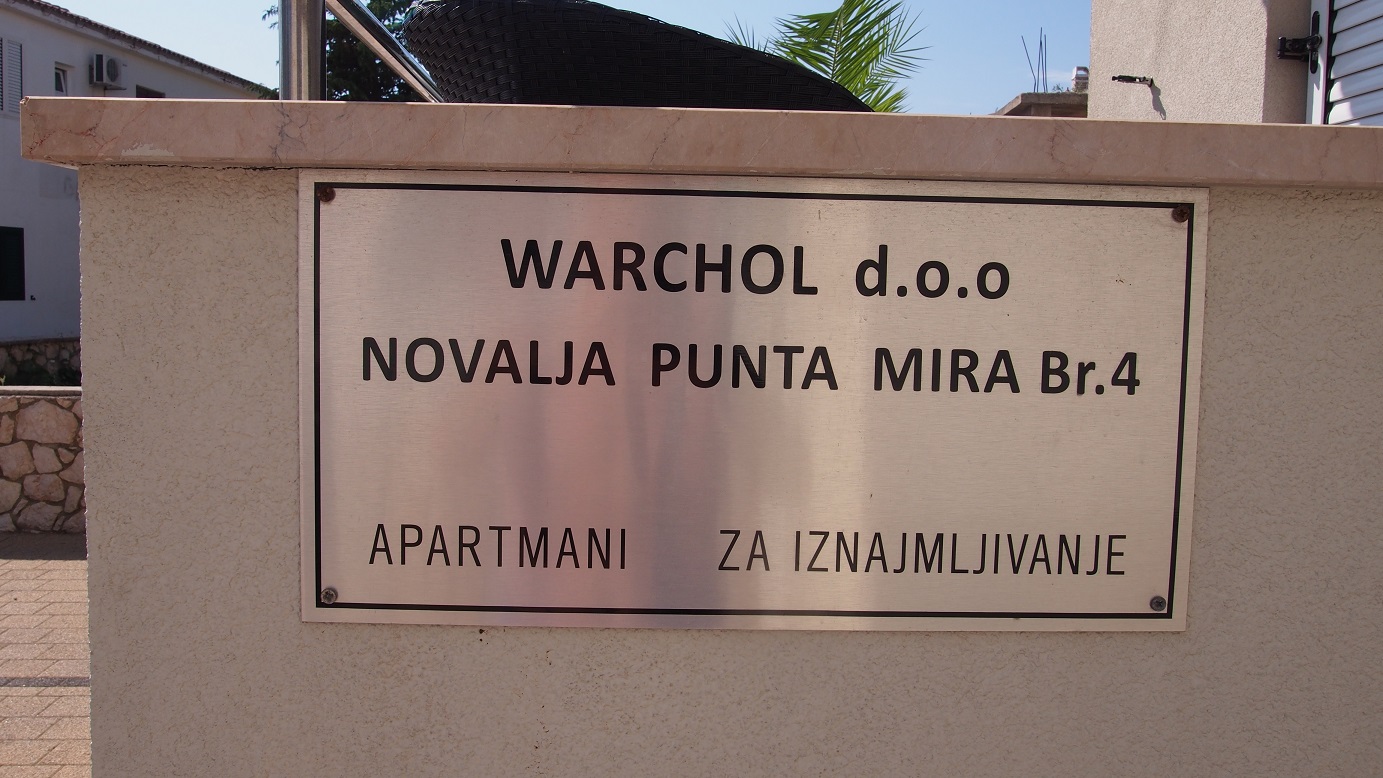 WARCHOL d.o.o
NOVALJA PUNTA MIRA Br.4
APARTMANI ZA IZNAJMLJIVANJE